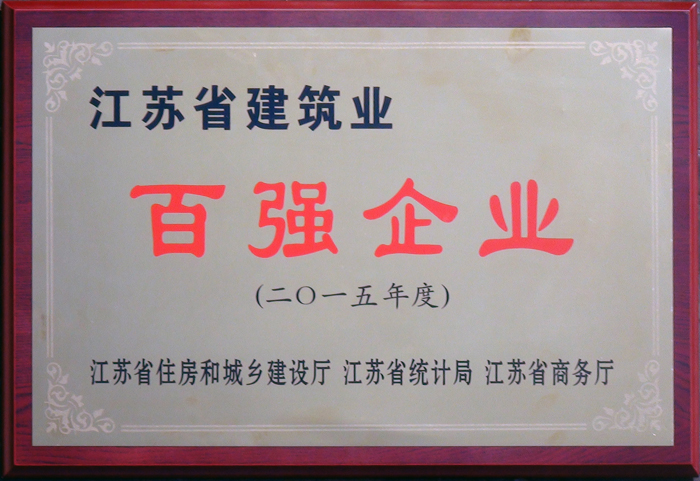 江苏省建筑业
百强企业
(二〇一五年度)
江苏省住房和城乡建设厅 江苏省统计局 江苏省商务厅